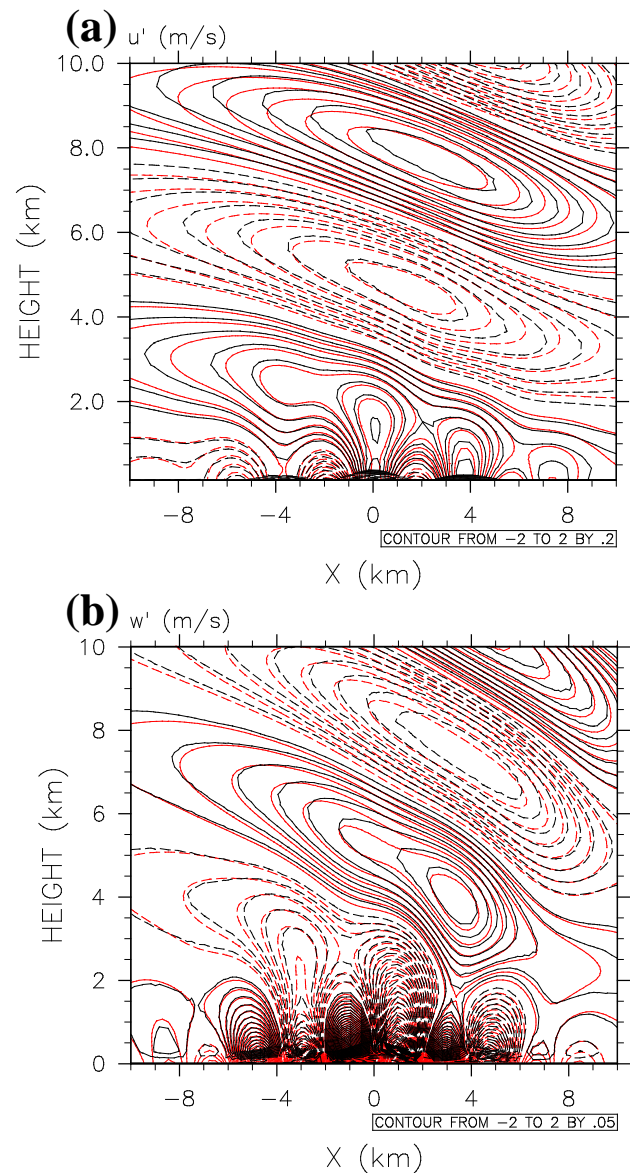 (a) u' (m/s)
10.0
8.0
6.0
4.0
2.0
HEIGHT (km)
-8 -4 0 4 8
CONTOUR FROM -2 TO 2 BY .2
X (km)
(b) w' (m/s)
10
8
6
4
2
0
HEIGHT (km)
-8 -4 0 4 8
CONTOUR FROM -2 TO 2 BY .05
X (km)